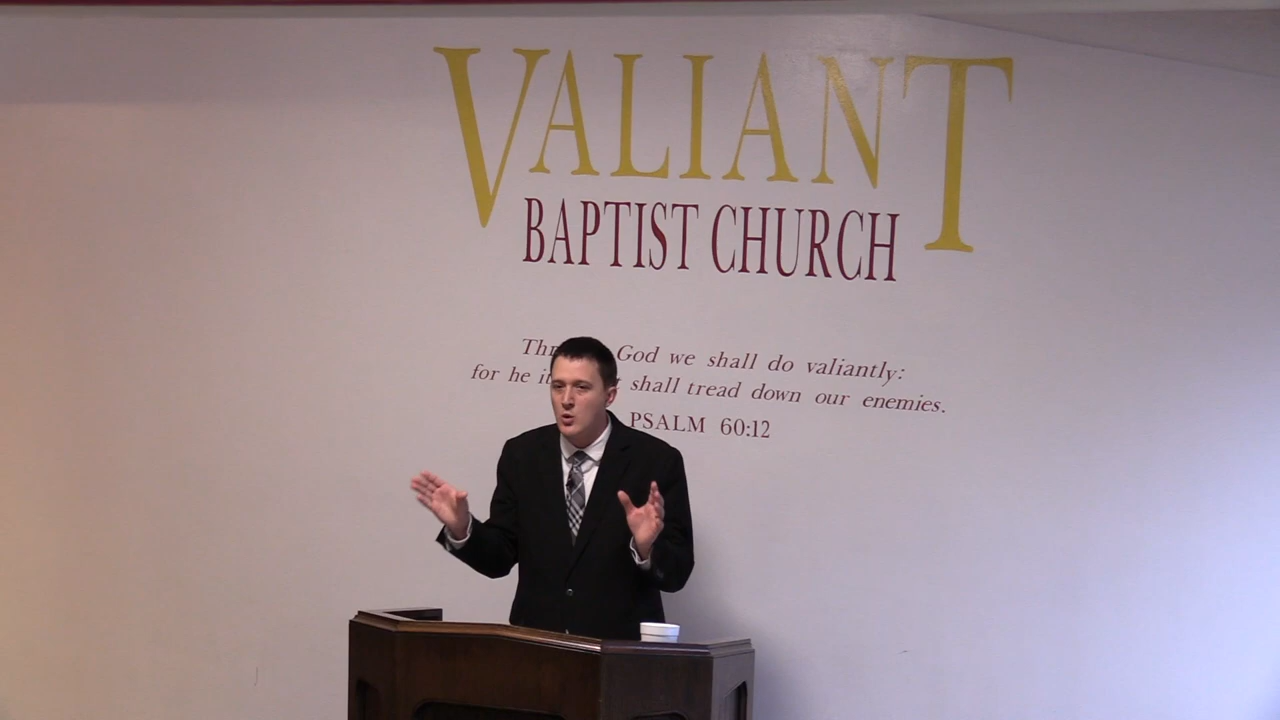 VALIANT
BAPTIST CHURCH
God we shall do valiantly:
for he shall tread down our enemies.
PSALM 60:12